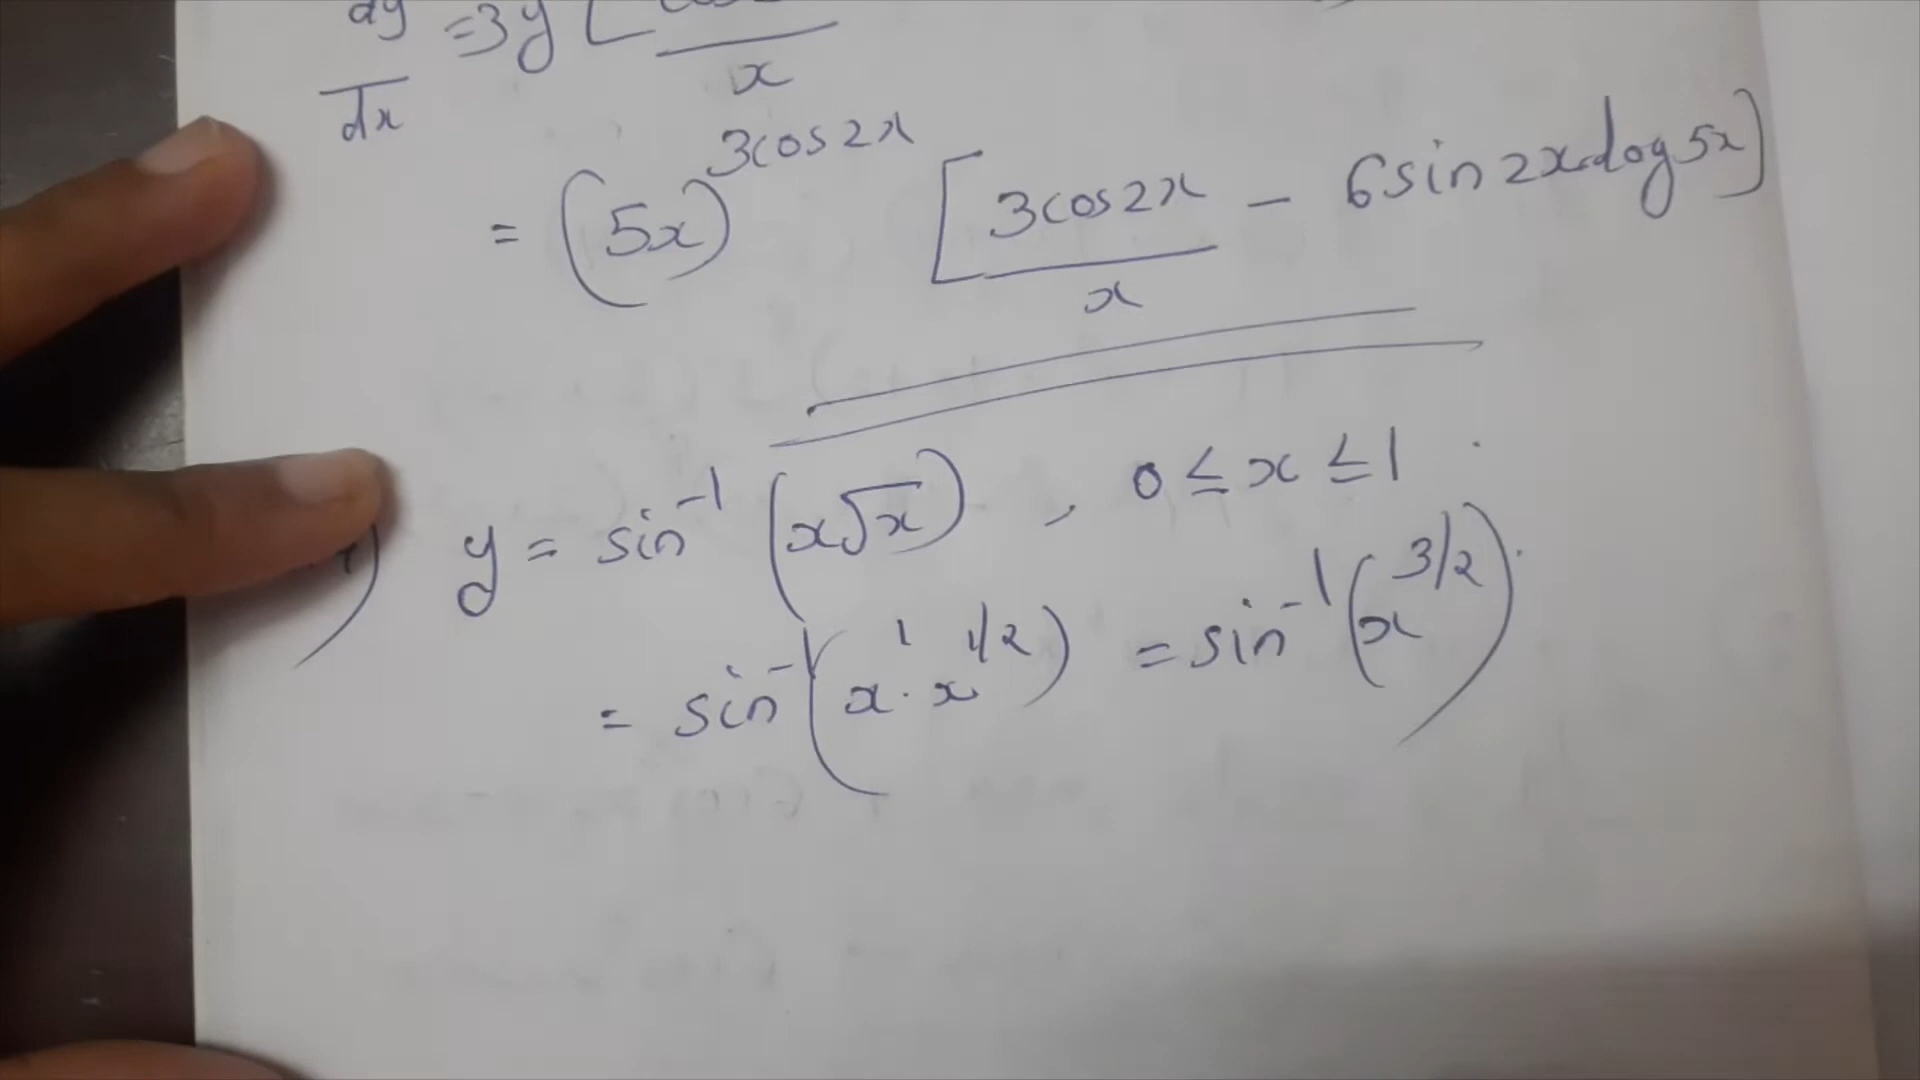 dy/dx = 3y [ /x
= (5x)^3cos2x [3cos2x/x - 6sin2x.log5x]
) y = sin^-1 (x√x) , 0 ≤ x ≤ 1 .
= sin^-1 (x^1 . x^1/2) = sin^-1 (x^3/2) .